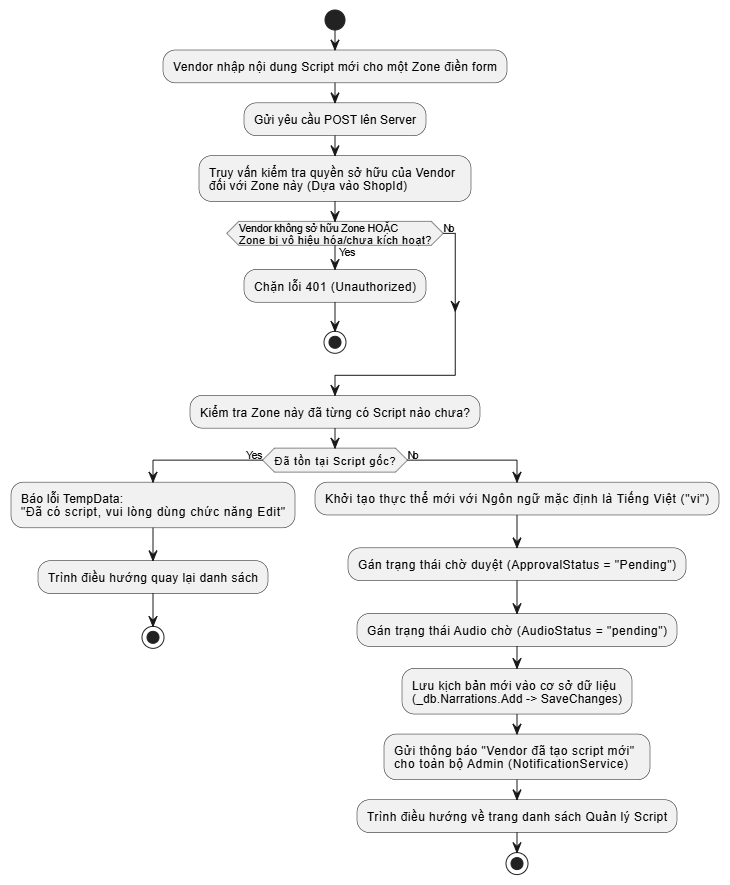 Vendor nhập nội dung Script mới cho một Zone điền form
Gửi yêu cầu POST lên Server
Truy vấn kiểm tra quyền sở hữu của Vendor
đối với Zone này (Dựa vào ShopId)
Vendor không sở hữu Zone HOẶC
Zone bị vô hiệu hóa/chưa kích hoạt?
No
Yes
Chặn lỗi 401 (Unauthorized)
Kiểm tra Zone này đã từng có Script nào chưa?
Yes
Đã tồn tại Script gốc?
No
Báo lỗi TempData:
"Đã có script, vui lòng dùng chức năng Edit"
Trình điều hướng quay lại danh sách
Khởi tạo thực thể mới với Ngôn ngữ mặc định là Tiếng Việt ("vi")
Gán trạng thái chờ duyệt (ApprovalStatus = "Pending")
Gán trạng thái Audio chờ (AudioStatus = "pending")
Lưu kịch bản mới vào cơ sở dữ liệu
(_db.Narrations.Add -> SaveChanges)
Gửi thông báo "Vendor đã tạo script mới"
cho toàn bộ Admin (NotificationService)
Trình điều hướng về trang danh sách Quản lý Script